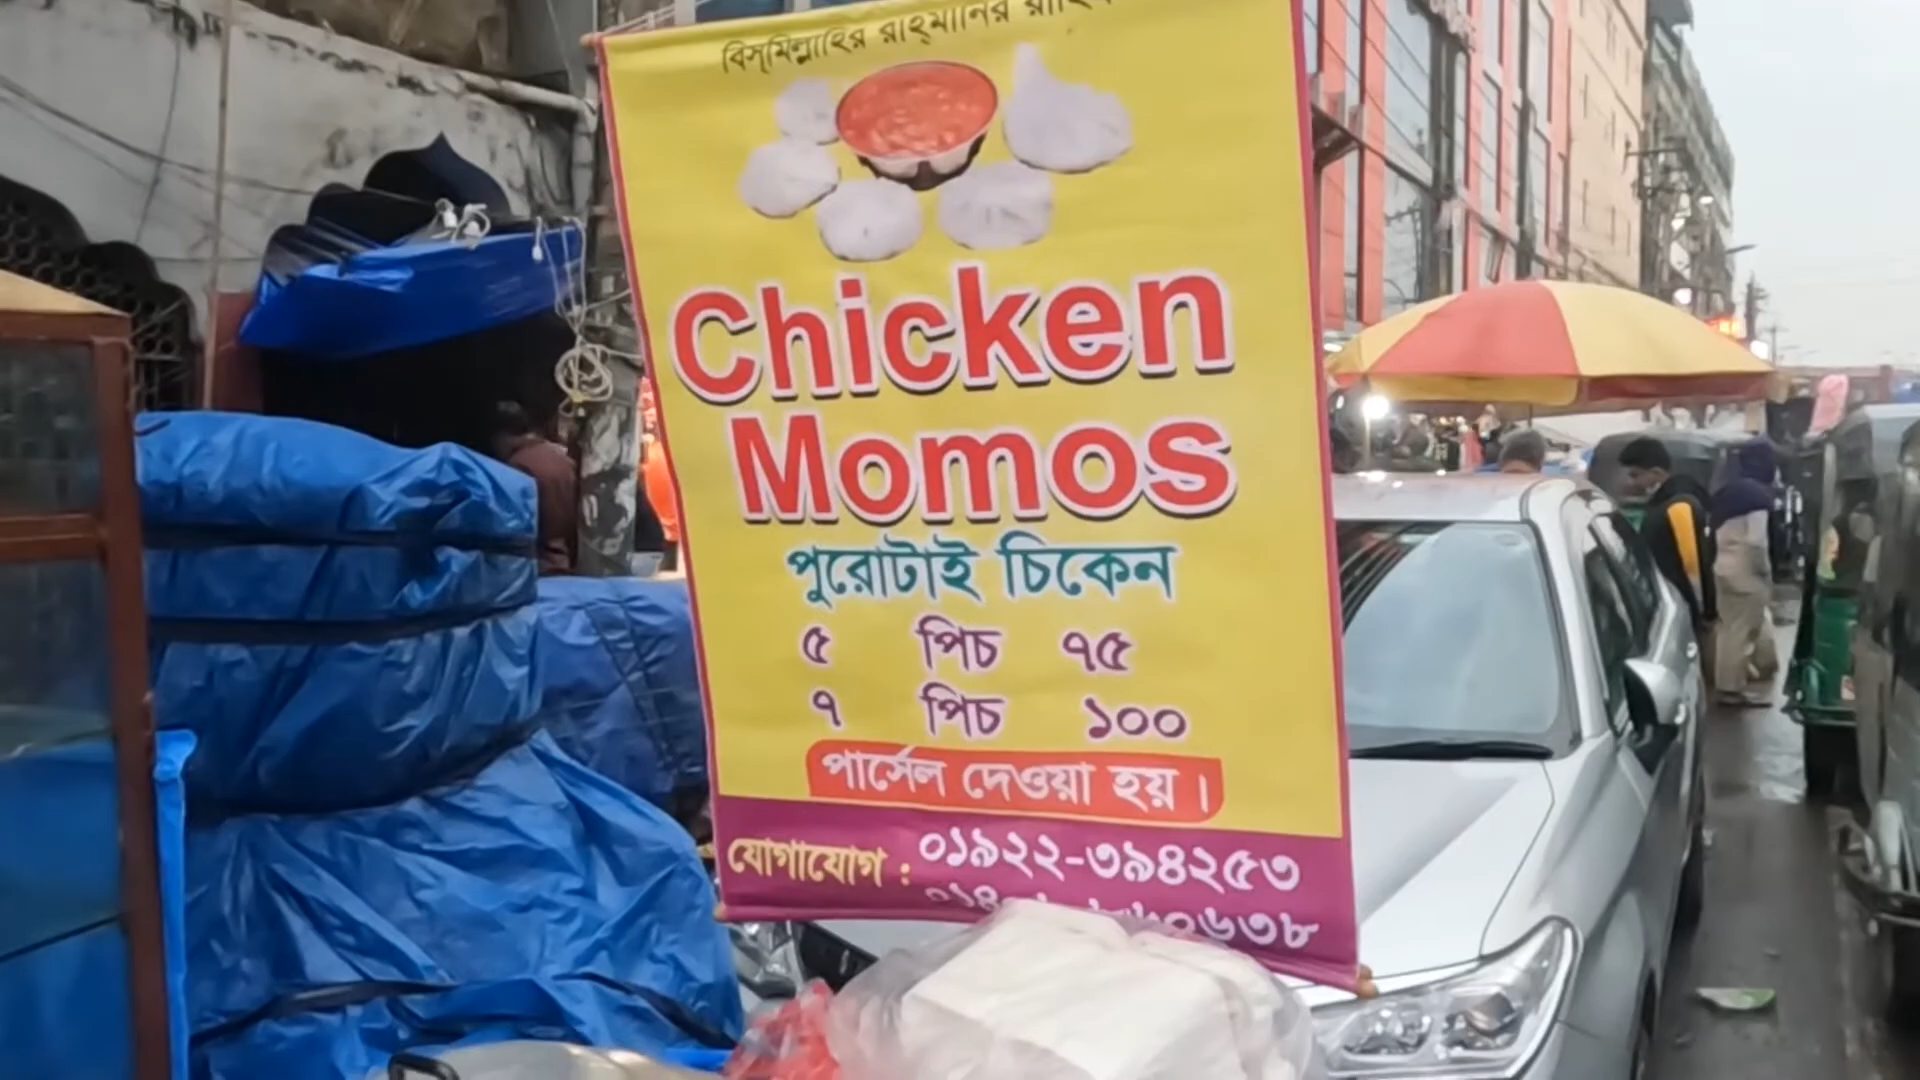 বিস্‌মিল্লাহির রাহ্‌মানির রাহিম
Chicken
Momos
পুরোটাই চিকেন
৫ পিচ ৭৫
৭ পিচ ১০০
পার্সেল দেওয়া হয়।
যোগাযোগ : ০১৯২২-৩৯৪২৫৩